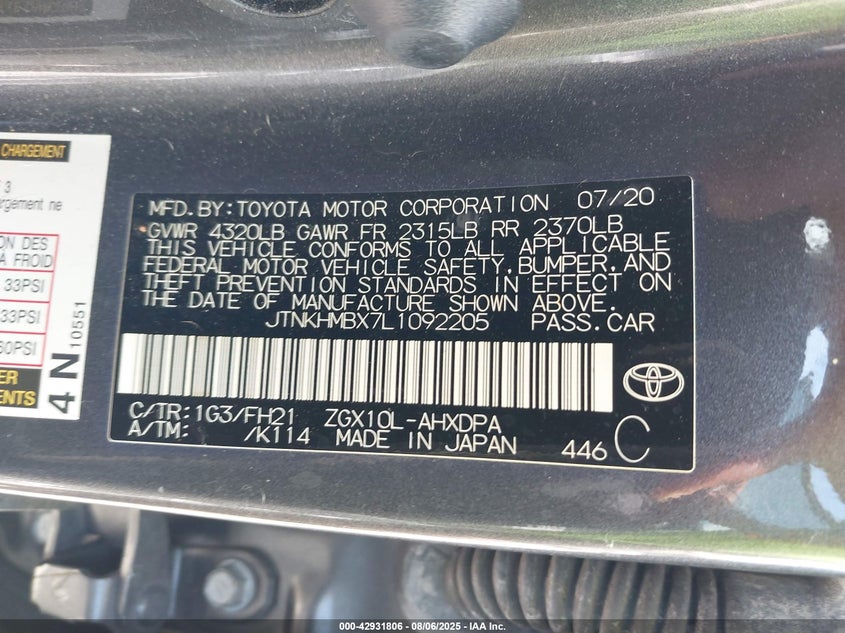 CHARGEMENT
3
argement ne
ON DES
A FROID
33PSI
33PSI
60PSI
ER
ENTS
4N 10551
MFD.BY:TOYOTA MOTOR CORPORATION 07/20
GVWR 4320LB GAWR FR 2315LB RR 2370LB
THIS VEHICLE CONFORMS TO ALL APPLICABLE
FEDERAL MOTOR VEHICLE SAFETY,BUMPER,AND
THEFT PREVENTION STANDARDS IN EFFECT ON
THE DATE OF MANUFACTURE SHOWN ABOVE.
JTNKHMBX7L1092205 PASS.CAR
C/TR:1G3/FH21 ZGX10L-AHXDPA
A/TM: /K114 MADE IN JAPAN 446 C
000-42931806 - 08/06/2025 - IAA Inc.